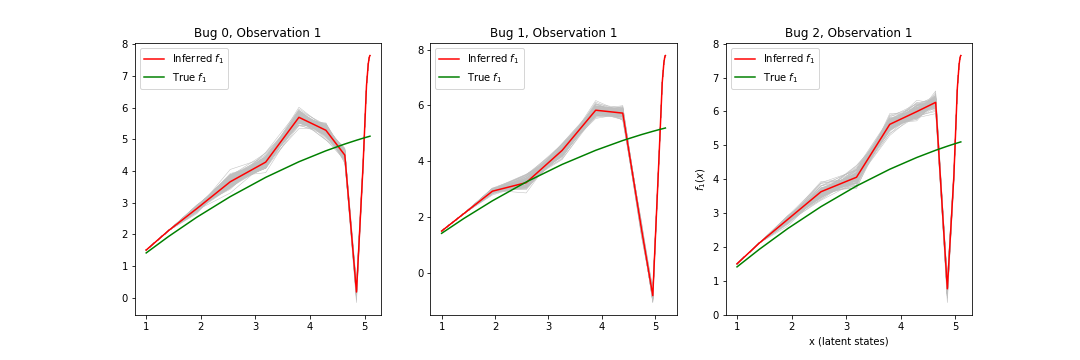 Bug 0, Observation 1
Inferred f₁
True f₁
8
7
6
5
4
3
2
1
0
1 2 3 4 5
Bug 1, Observation 1
Inferred f₁
True f₁
8
6
4
2
0
1 2 3 4 5
Bug 2, Observation 1
Inferred f₁
True f₁
f₁(x)
8
7
6
5
4
3
2
1
0
1 2 3 4 5
x (latent states)